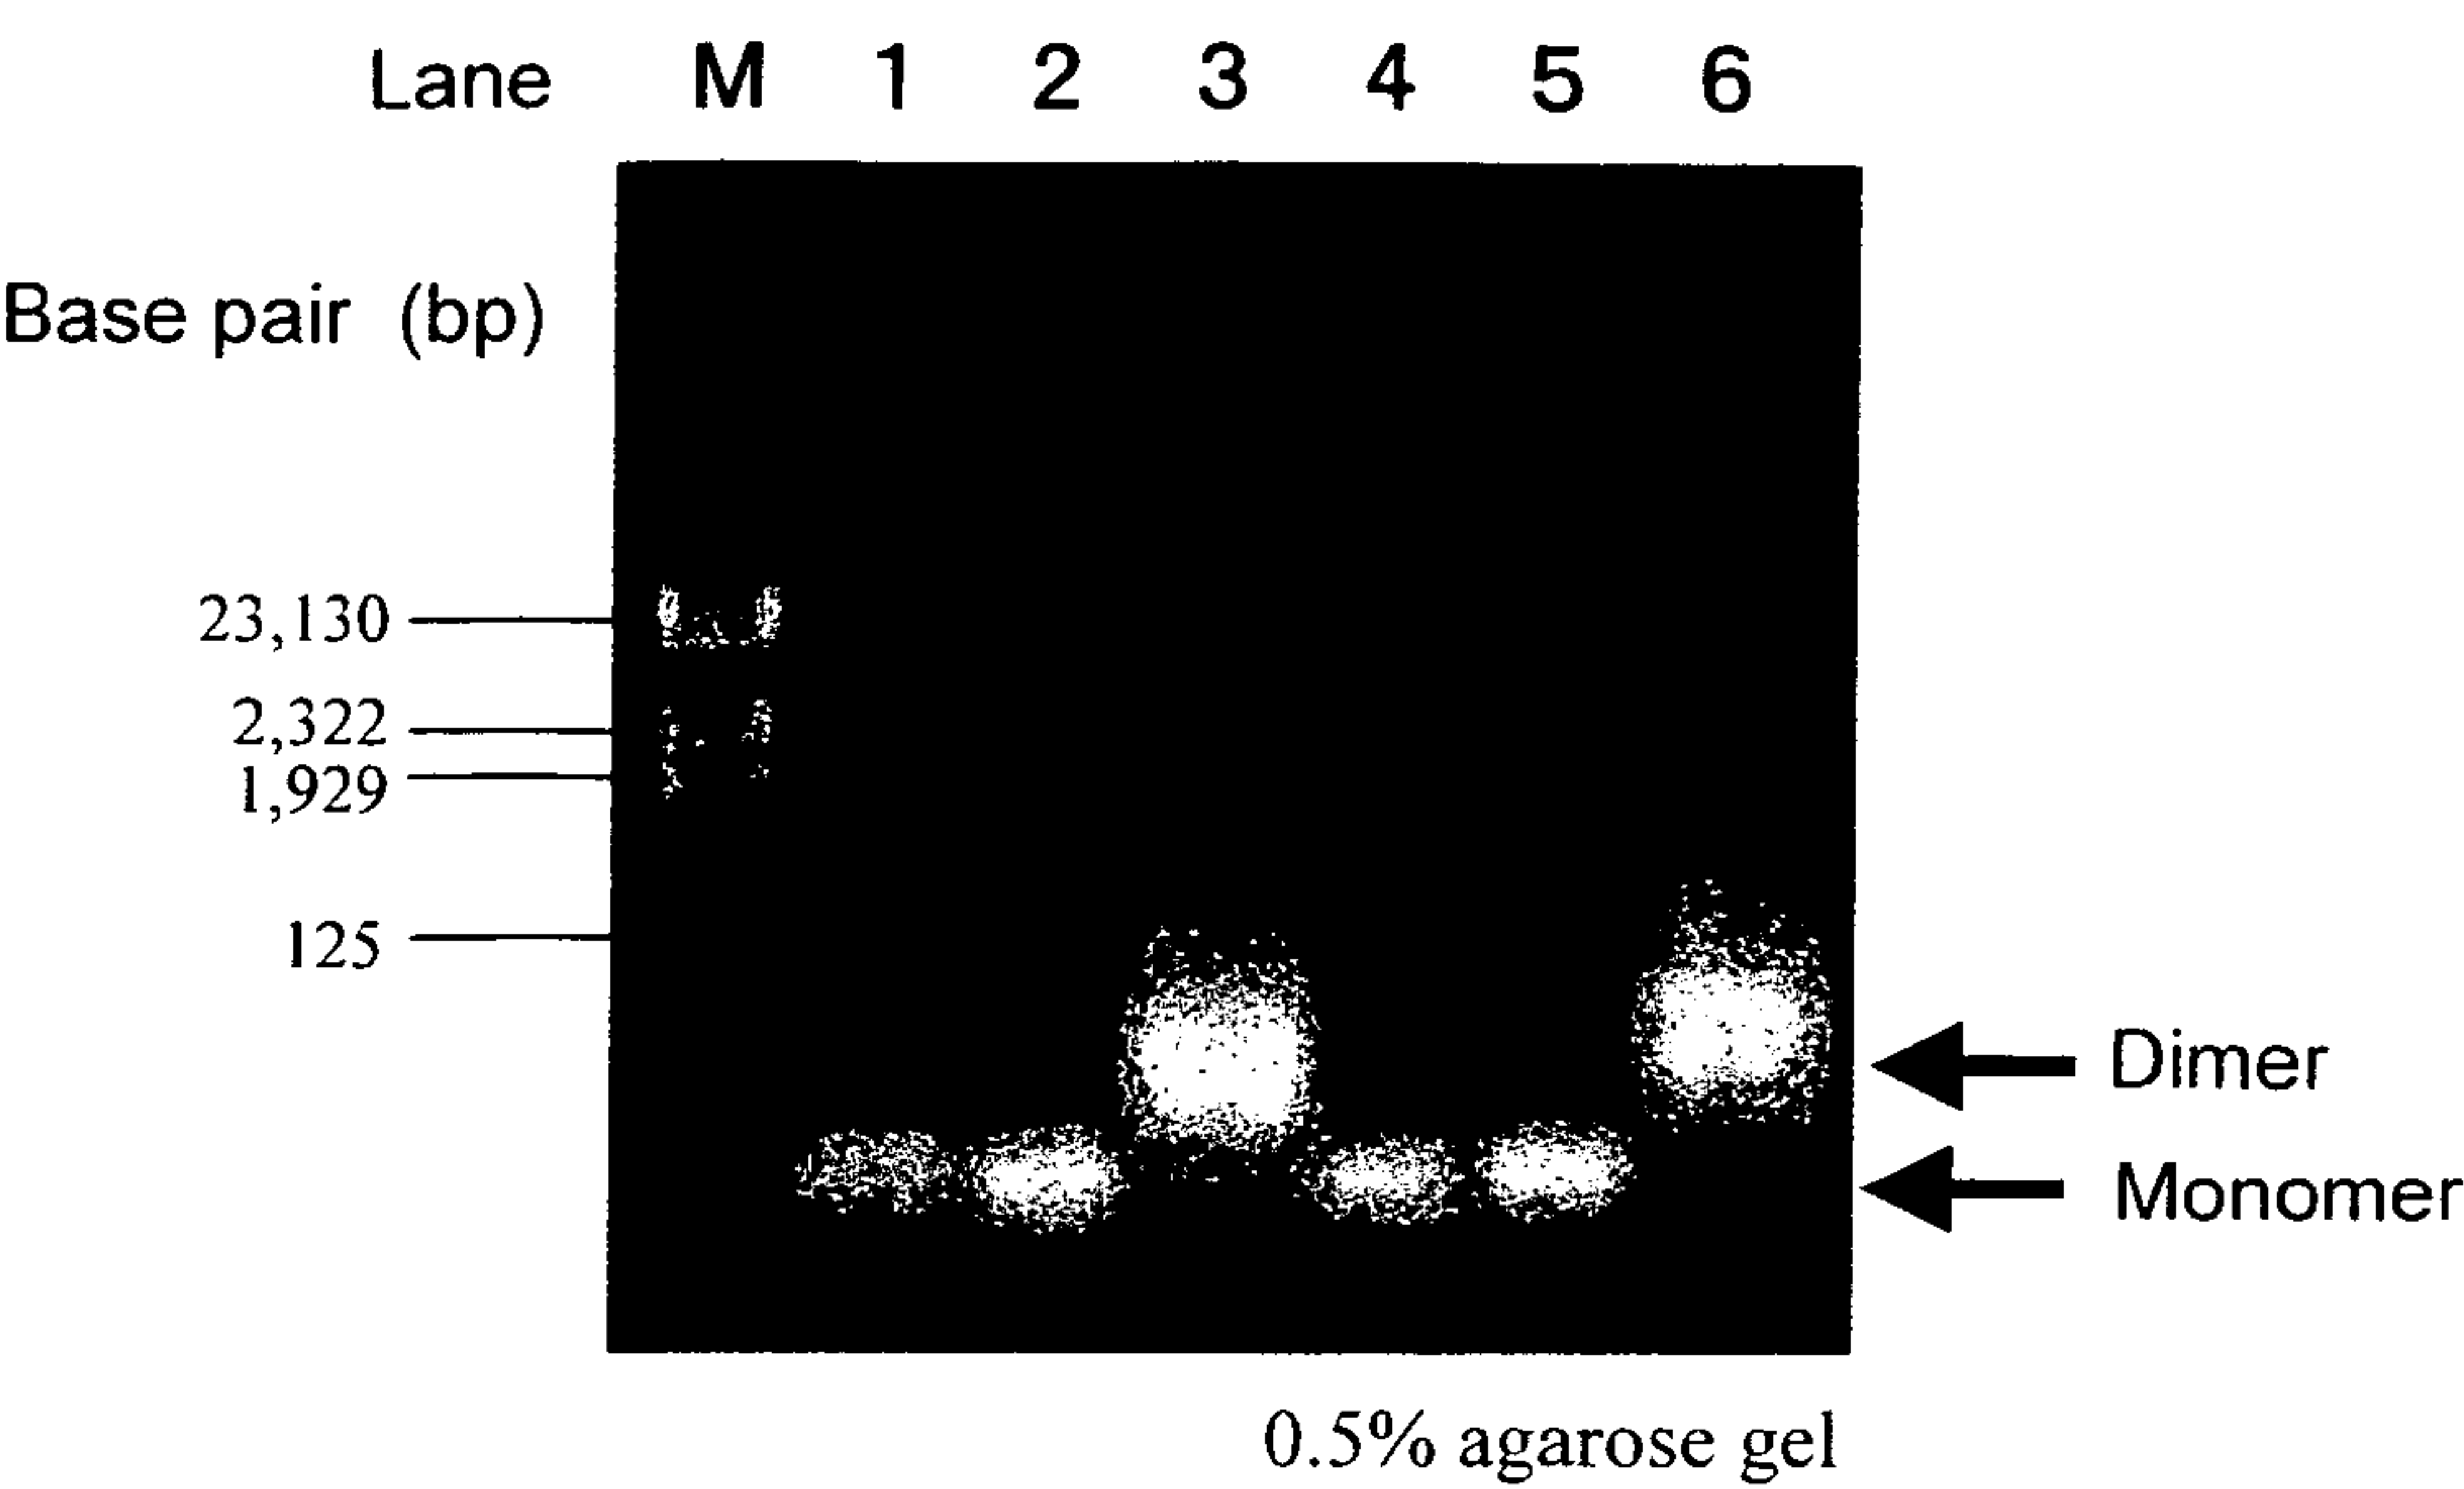 Lane M 1 2 3 4 5 6
Base pair (bp)
23,130
2,322
1,929
125
Dimer
Monomer
0.5% agarose gel